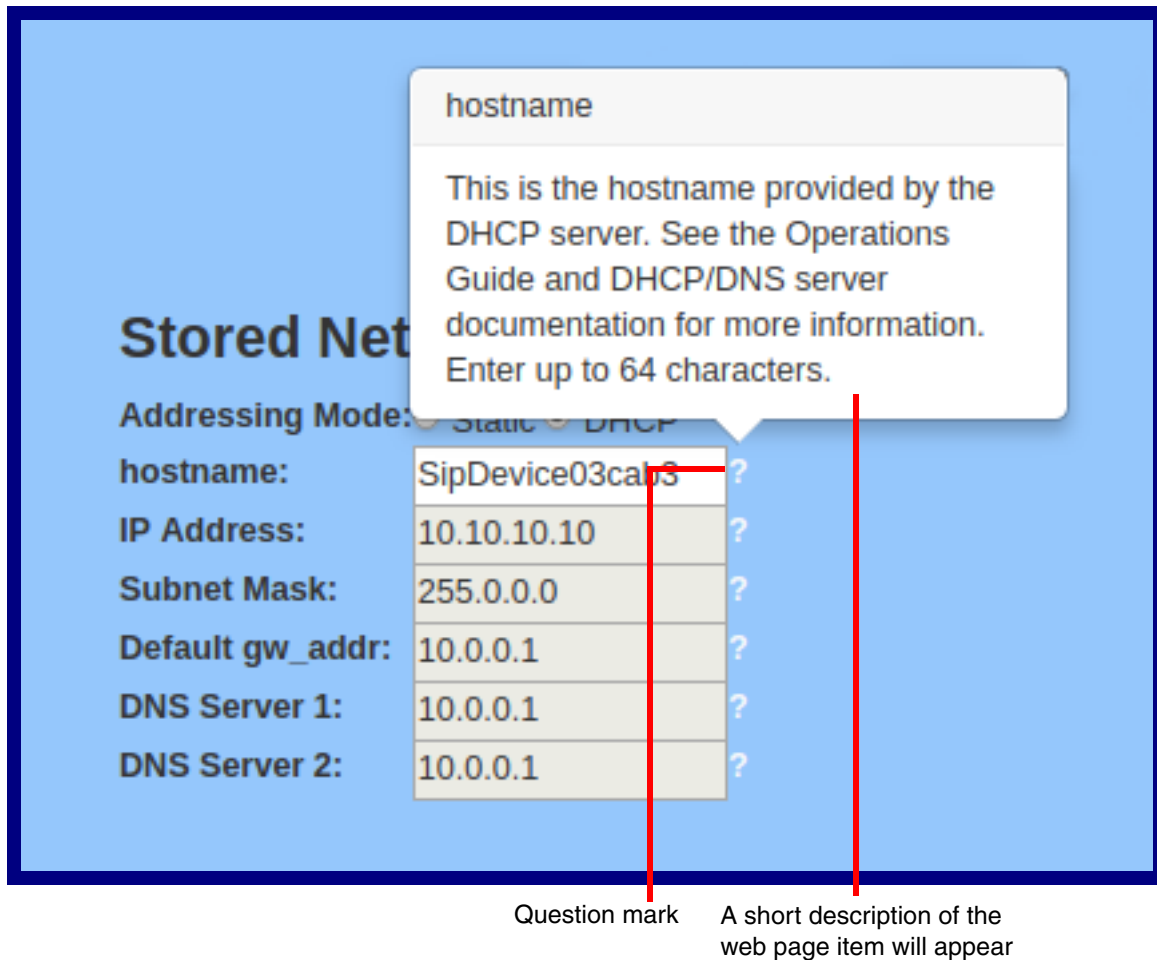 hostname
This is the hostname provided by the
DHCP server. See the Operations
Guide and DHCP/DNS server
documentation for more information.
Enter up to 64 characters.
Stored Net
Addressing Mode: Static DHCP
hostname: SipDevice03cab3 ?
IP Address: 10.10.10.10 ?
Subnet Mask: 255.0.0.0 ?
Default gw_addr: 10.0.0.1 ?
DNS Server 1: 10.0.0.1 ?
DNS Server 2: 10.0.0.1 ?
Question mark
A short description of the
web page item will appear